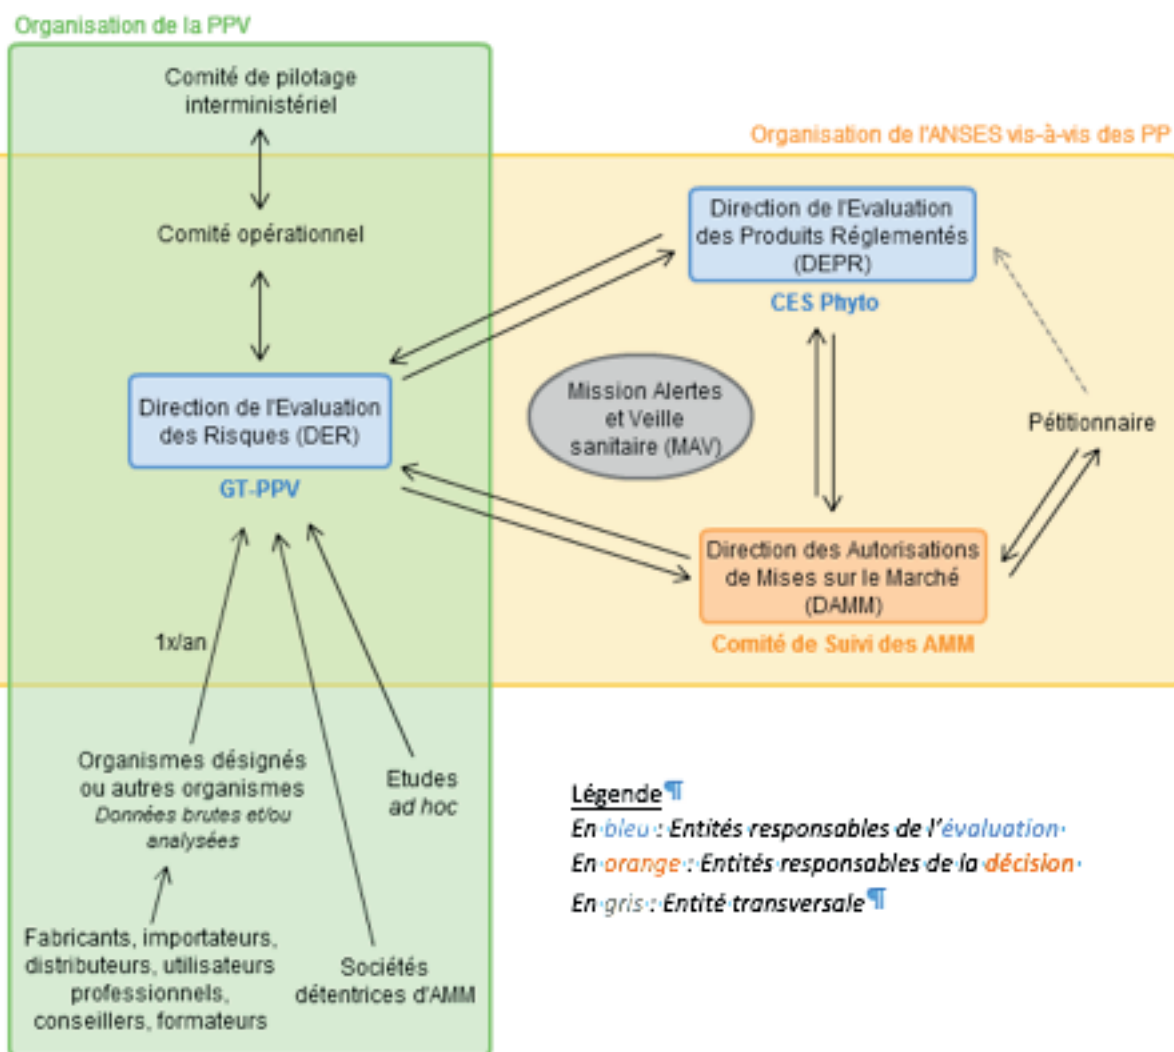 Organisation de la PPV
Comité de pilotage
interministériel
Organisation de l'ANSES vis-à-vis des PP
Comité opérationnel
Direction de l'Evaluation
des Produits Réglementés
(DEPR)
CES Phyto
Direction de l'Evaluation
des Risques (DER)
GT-PPV
Mission Alertes
et Veille
sanitaire (MAV)
Pétitionnaire
Direction des Autorisations
de Mises sur le Marché
(DAMM)
Comité de Suivi des AMM
1x/an
Organismes désignés
ou autres organismes
Données brutes et/ou
analysées
Etudes
ad hoc
Fabricants, importateurs,
distributeurs, utilisateurs
professionnels,
conseillers, formateurs
Sociétés
détentrices d'AMM
Légende¶
En·bleu·:·Entités·responsables·de·l'évaluation·
En·orange·:·Entités·responsables·de·la·décision·
En·gris·:·Entité·transversale¶